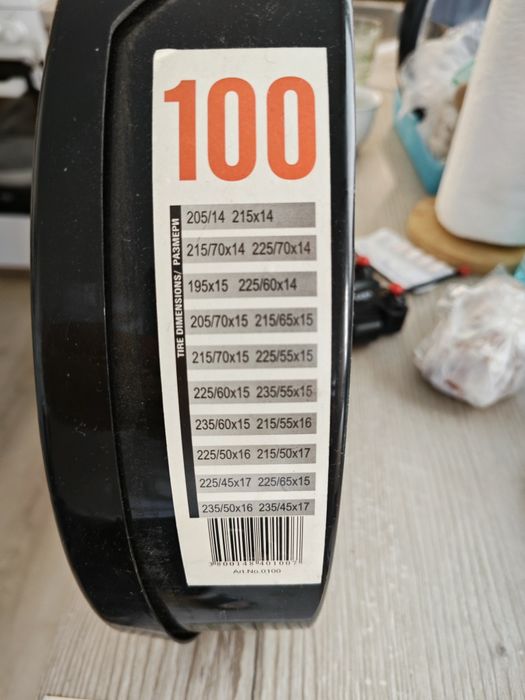 100
TIRE DIMENSIONS/ РАЗМЕРИ
205/14 215x14
215/70x14 225/70x14
195x15 225/60x14
205/70x15 215/65x15
215/70x15 225/55x15
225/60x15 235/55x15
235/60x15 215/55x16
225/50x16 215/50x17
225/45x17 225/65x15
235/50x16 235/45x17
3800148401007
Art.No.0100